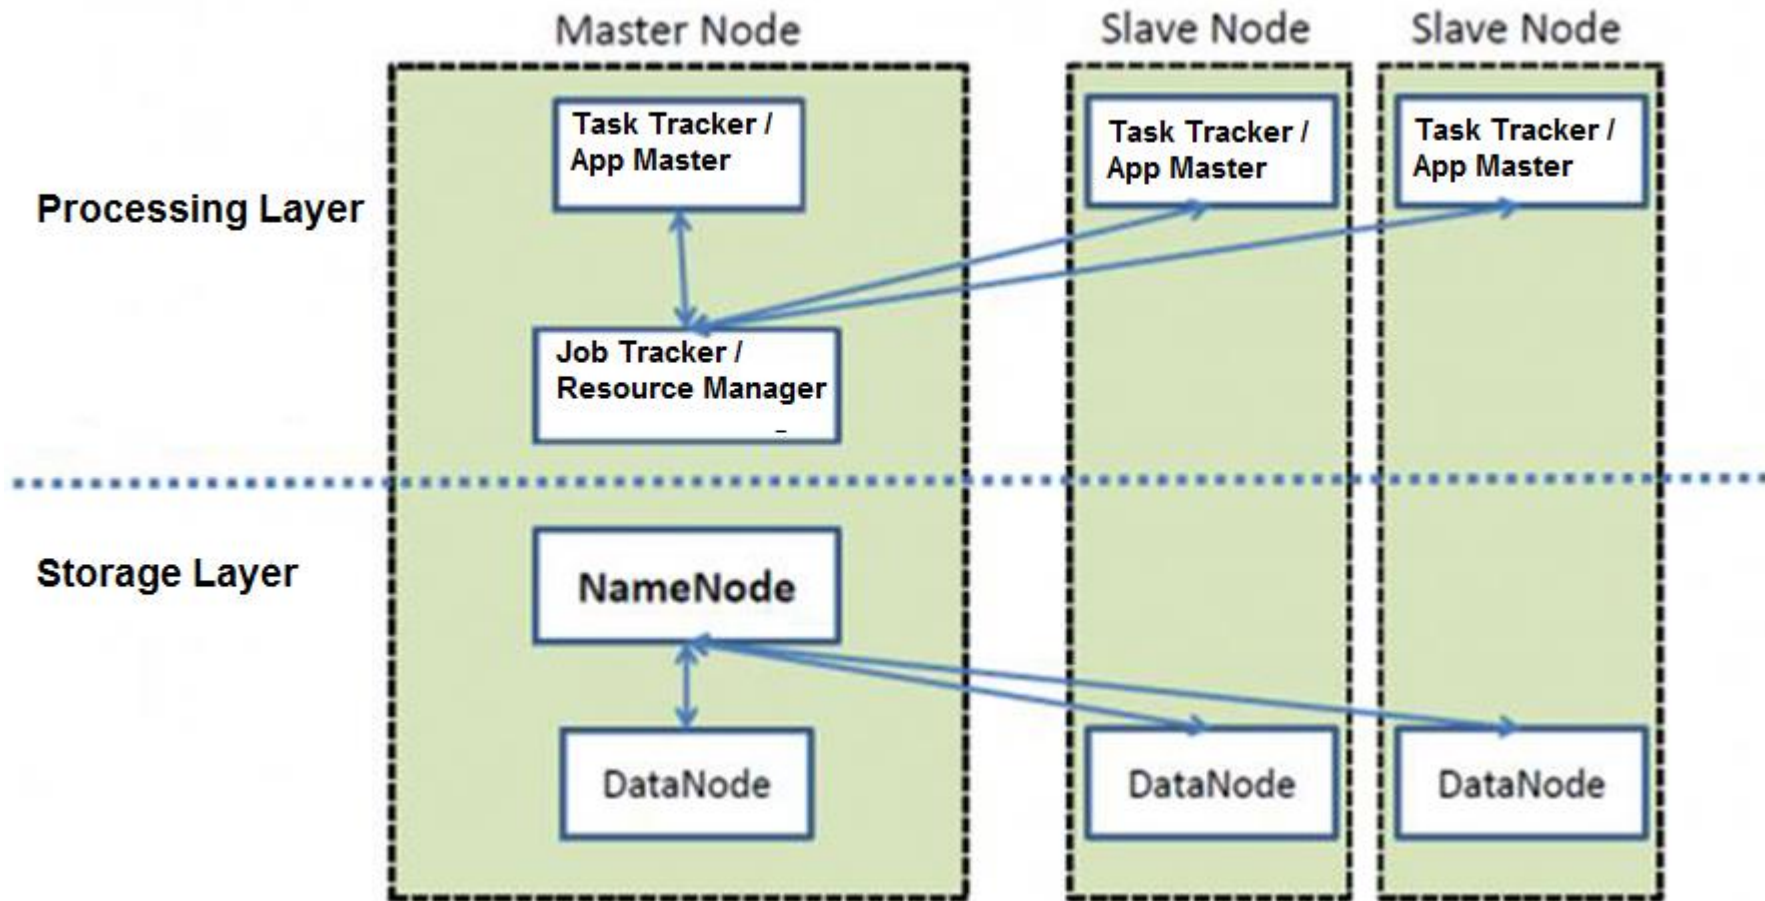 Master Node
Slave Node
Slave Node
Task Tracker /
App Master
Task Tracker /
App Master
Task Tracker /
App Master
Processing Layer
Job Tracker /
Resource Manager
Storage Layer
NameNode
DataNode
DataNode
DataNode